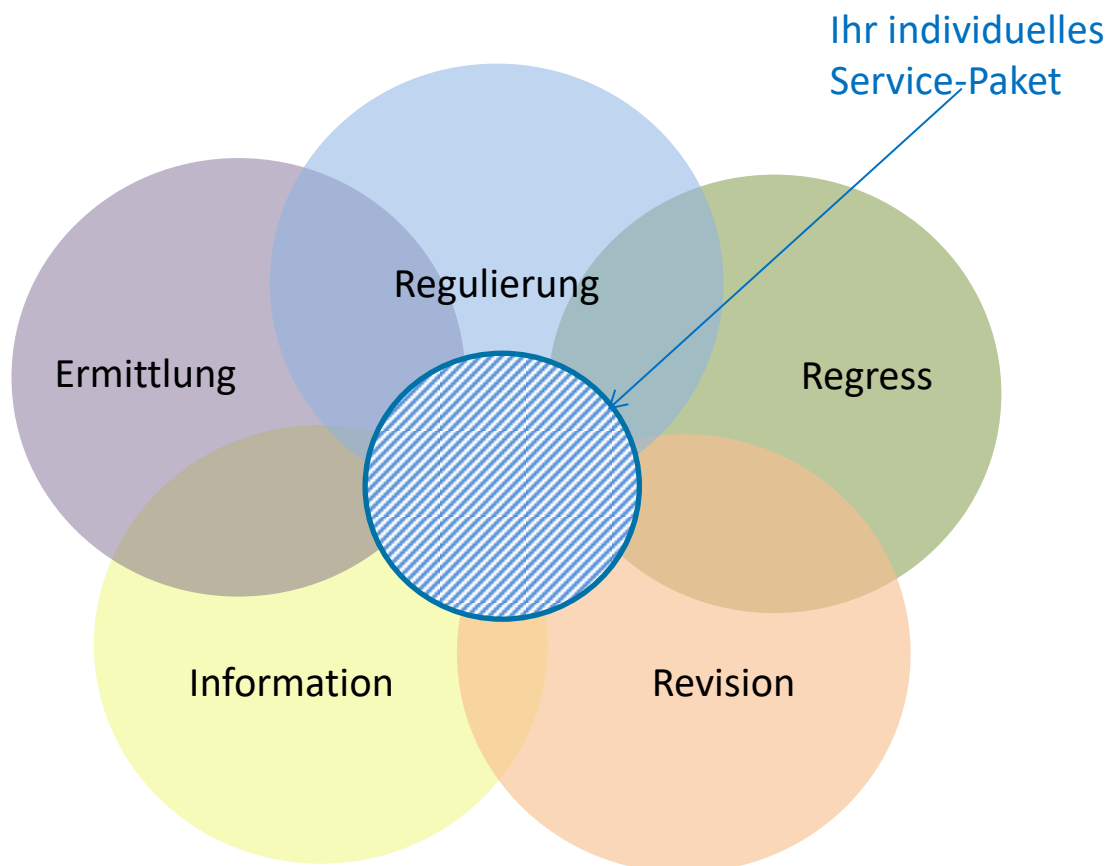 Ihr individuelles
Service-Paket
Regulierung
Ermittlung
Regress
Information
Revision